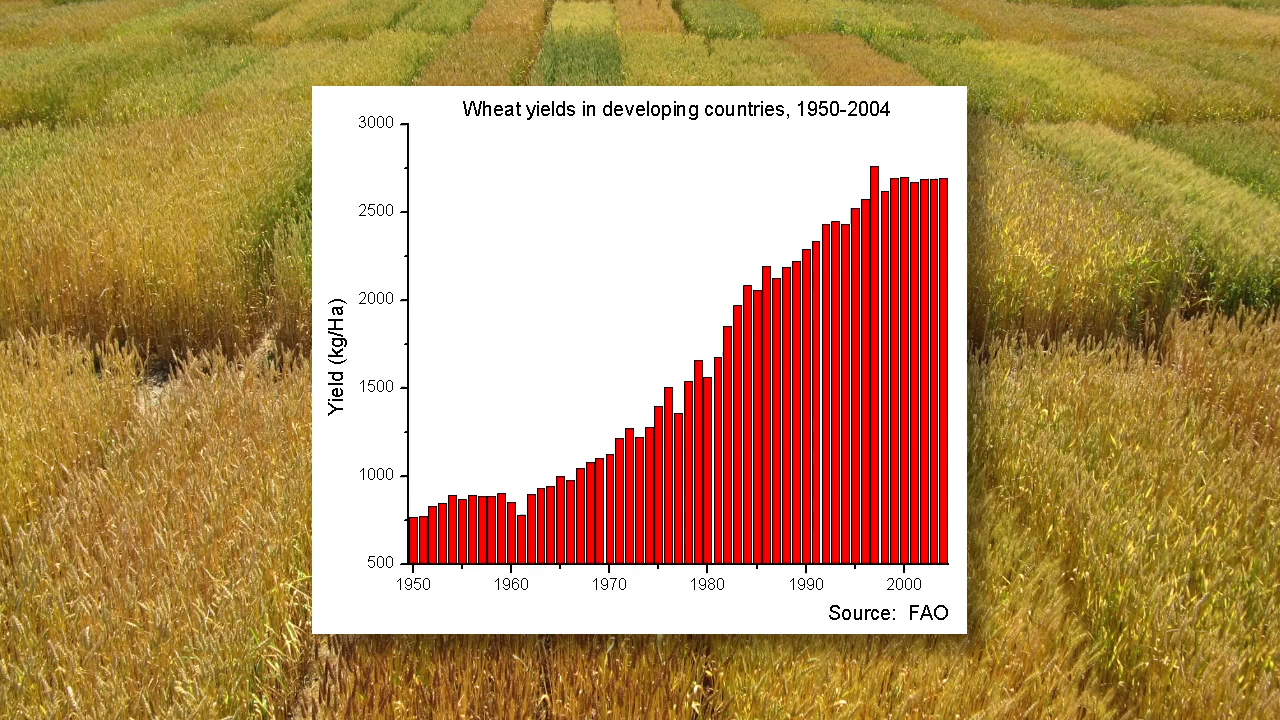 Wheat yields in developing countries, 1950-2004
3000
2500
2000
1500
1000
500
Yield (kg/Ha)
1950 1960 1970 1980 1990 2000
Source: FAO